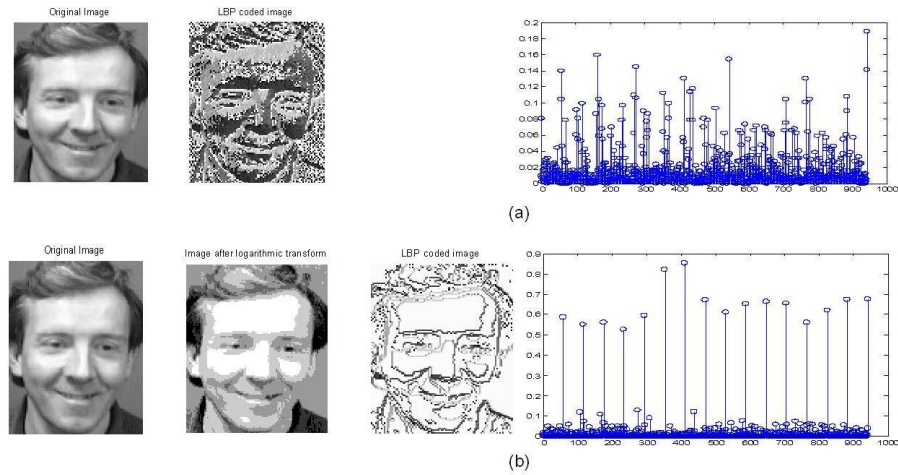 Original Image
LBP coded image
0.2
0.18
0.16
0.14
0.12
0.1
0.08
0.06
0.04
0.02
0
0 100 200 300 400 500 600 700 800 900 1000
(a)
Original Image
Image after logarithmic transform
LBP coded image
0.9
0.8
0.7
0.6
0.5
0.4
0.3
0.2
0.1
0
0 100 200 300 400 500 600 700 800 900 1000
(b)